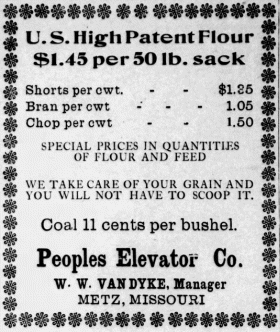 U. S. High Patent Flour
$1.45 per 50 lb. sack
Shorts per cwt. - - $1.25
Bran per cwt - - - 1.05
Chop per cwt - - 1.50
SPECIAL PRICES IN QUANTITIES
OF FLOUR AND FEED
WE TAKE CARE OF YOUR GRAIN AND
YOU WILL NOT HAVE TO SCOOP IT.
Coal 11 cents per bushel.
Peoples Elevator Co.
W. W. VANDYKE, Manager
METZ, MISSOURI